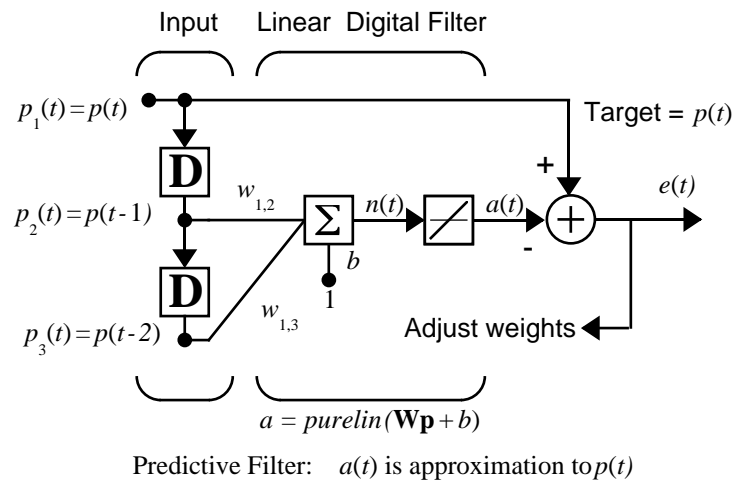 Input Linear Digital Filter
p₁(t) = p(t)
Target = p(t)
D
+
e(t)
w₁,₂
n(t)
a(t)
p₂(t) = p(t-1)
Σ
+
-
b
D
1
w₁,₃
p₃(t) = p(t-2)
Adjust weights
a = purelin(Wp + b)
Predictive Filter: a(t) is approximation to p(t)